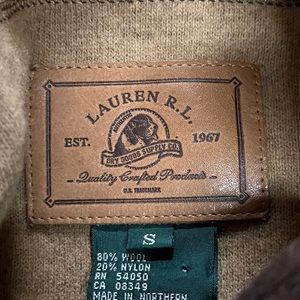 LAUREN R.L.
EST. 1967
AUTHENTIC
DRY GOODS SUPPLY CO.
Quality Crafted Products
U.S. TRADEMARK
S
80% WOOL
20% NYLON
RN 54050
CA 08349
MADE IN NORTHERN